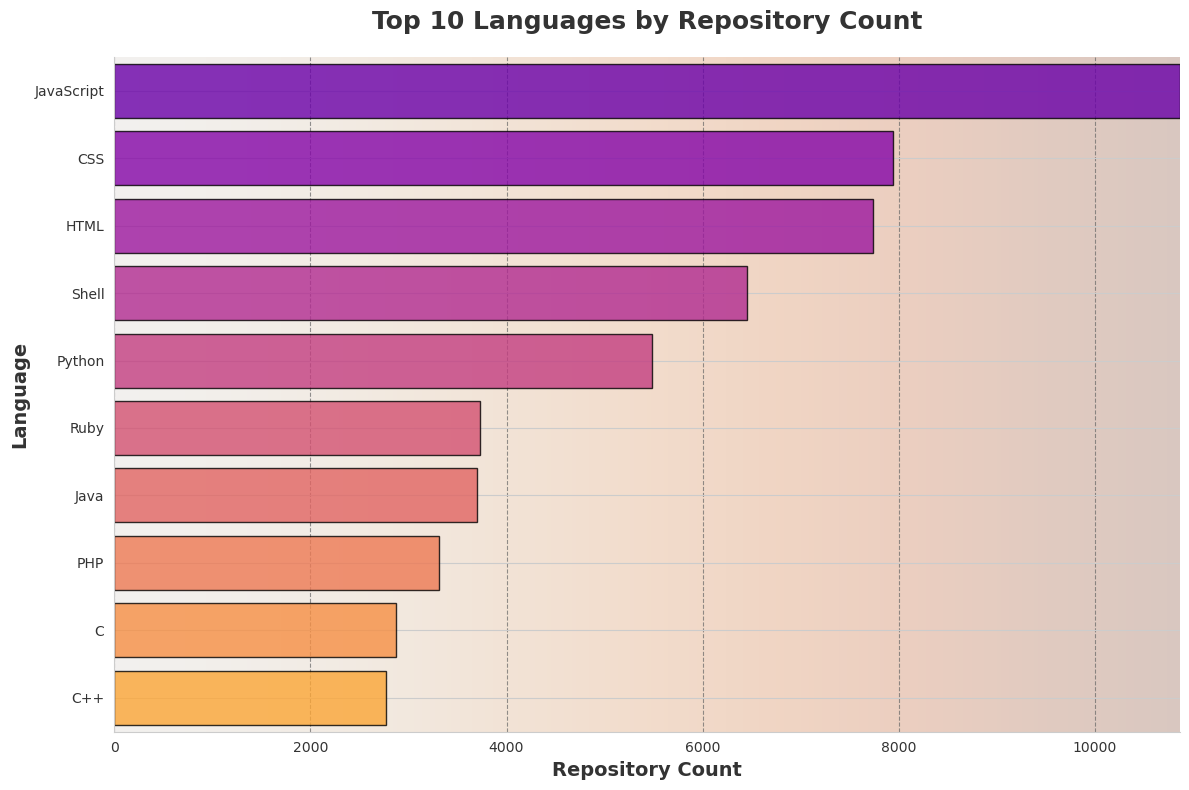 Top 10 Languages by Repository Count
JavaScript
CSS
HTML
Shell
Python
Ruby
Java
PHP
C
C++
Language
0 2000 4000 6000 8000 10000
Repository Count